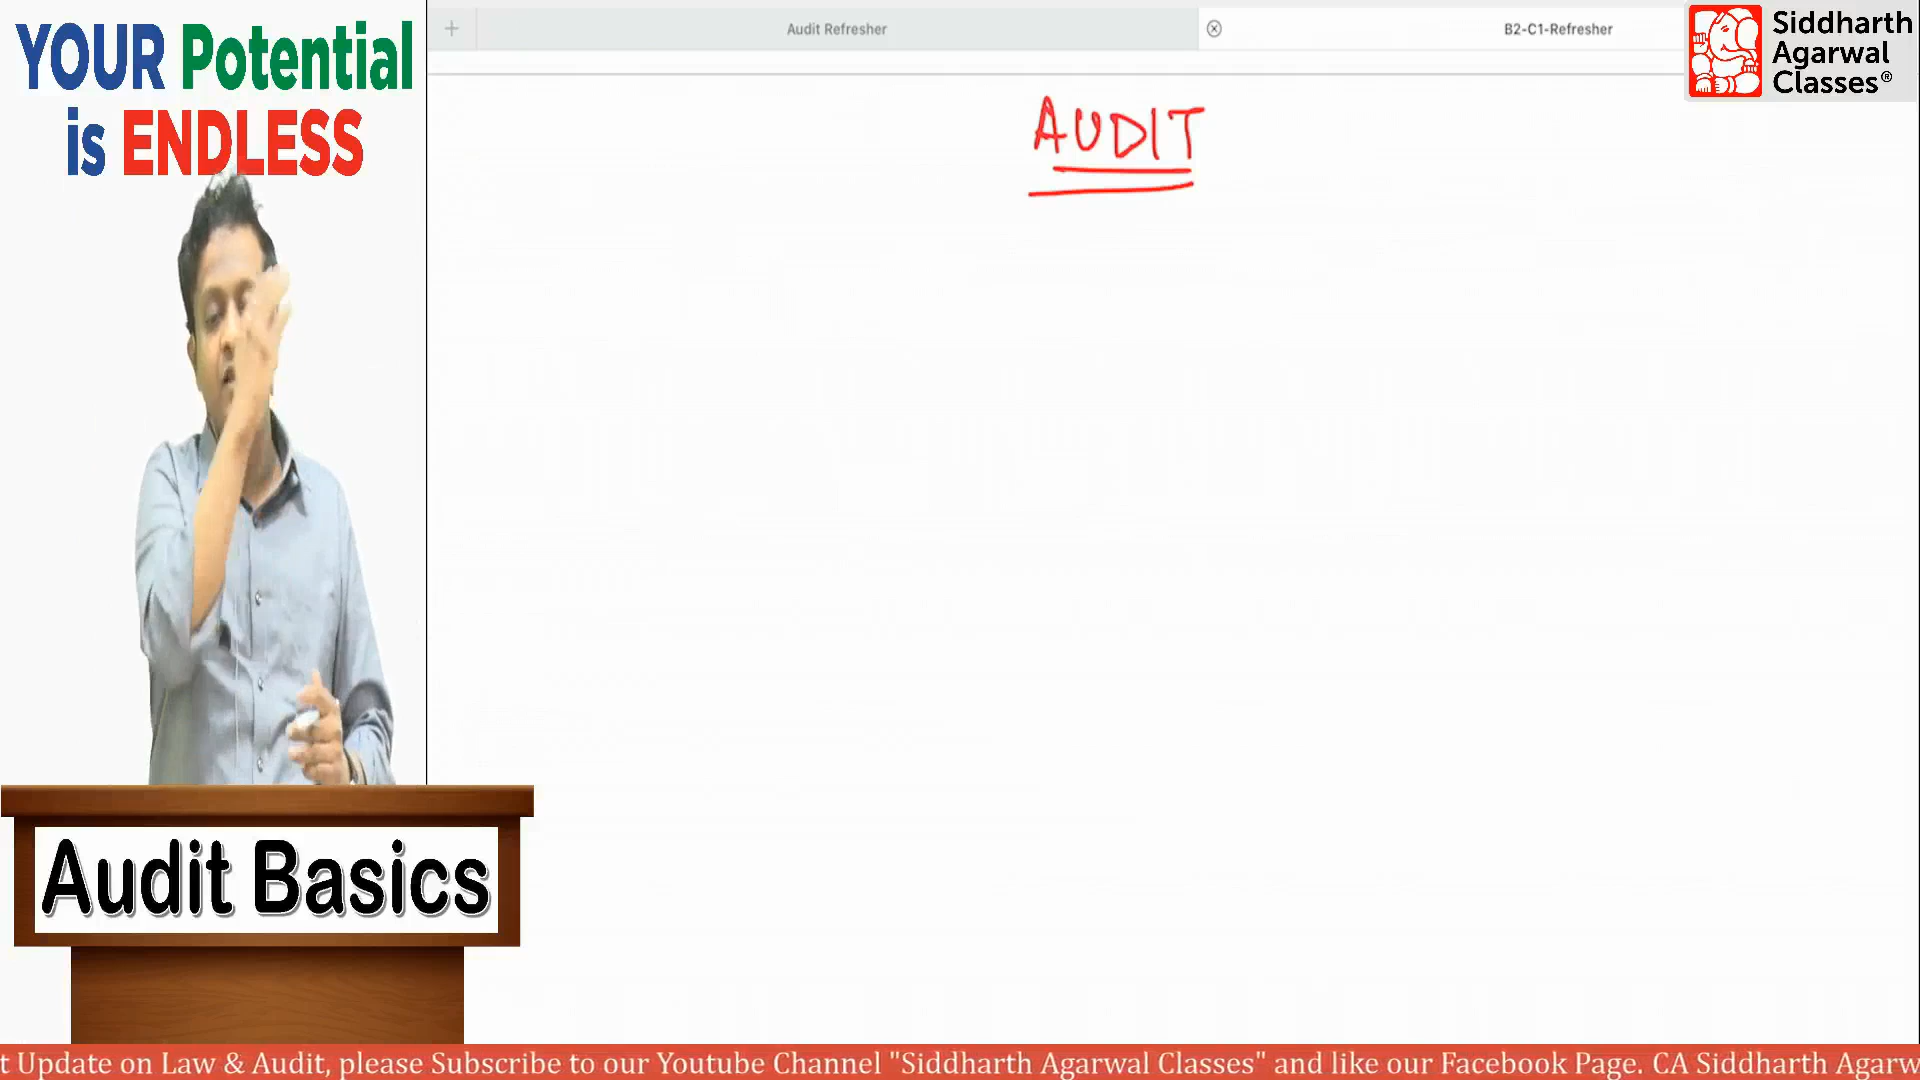 YOUR Potential
is ENDLESS
Audit Refresher
B2-C1-Refresher
Siddharth
Agarwal
Classes®
AUDIT
Audit Basics
t Update on Law & Audit, please Subscribe to our Youtube Channel "Siddharth Agarwal Classes" and like our Facebook Page. CA Siddharth Agarw